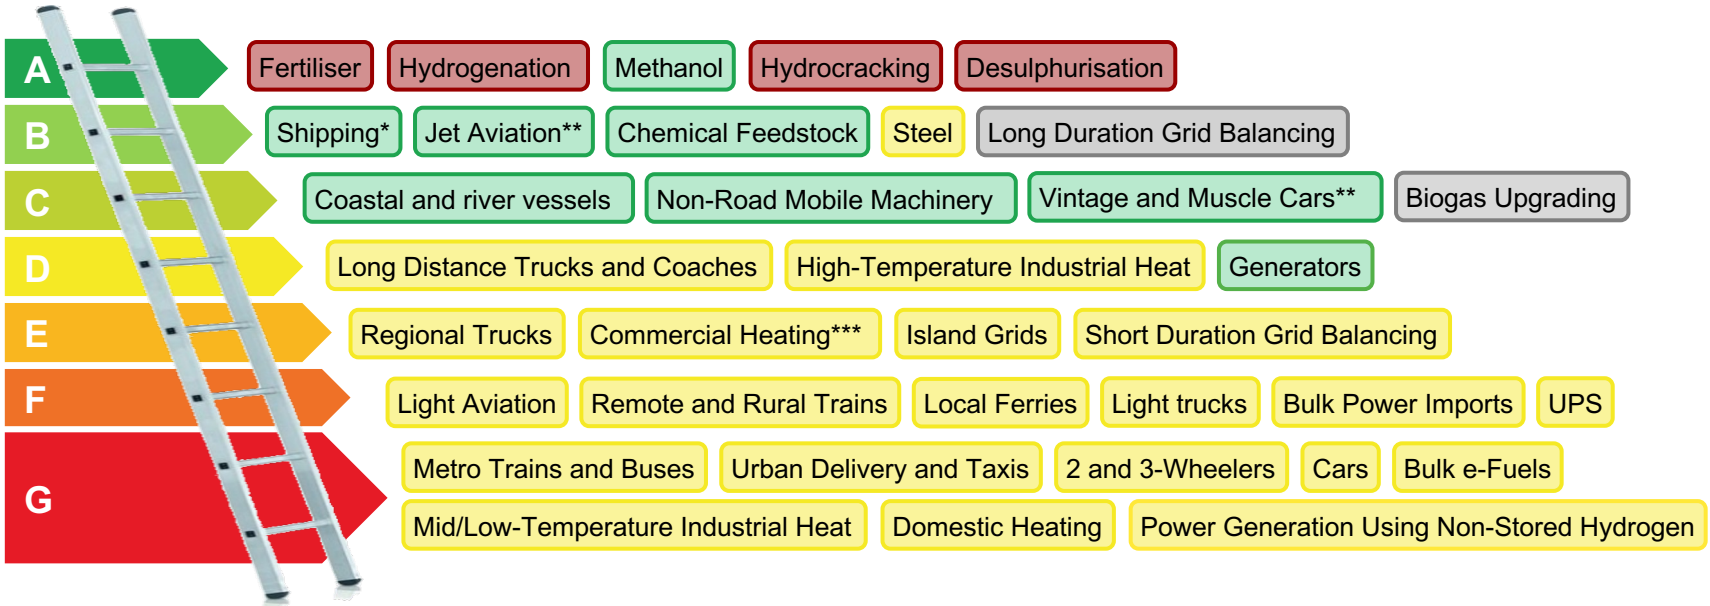 A Fertiliser Hydrogenation Methanol Hydrocracking Desulphurisation
B Shipping* Jet Aviation** Chemical Feedstock Steel Long Duration Grid Balancing
C Coastal and river vessels Non-Road Mobile Machinery Vintage and Muscle Cars** Biogas Upgrading
D Long Distance Trucks and Coaches High-Temperature Industrial Heat Generators
E Regional Trucks Commercial Heating*** Island Grids Short Duration Grid Balancing
F Light Aviation Remote and Rural Trains Local Ferries Light trucks Bulk Power Imports UPS
G Metro Trains and Buses Urban Delivery and Taxis 2 and 3-Wheelers Cars Bulk e-Fuels
Mid/Low-Temperature Industrial Heat Domestic Heating Power Generation Using Non-Stored Hydrogen